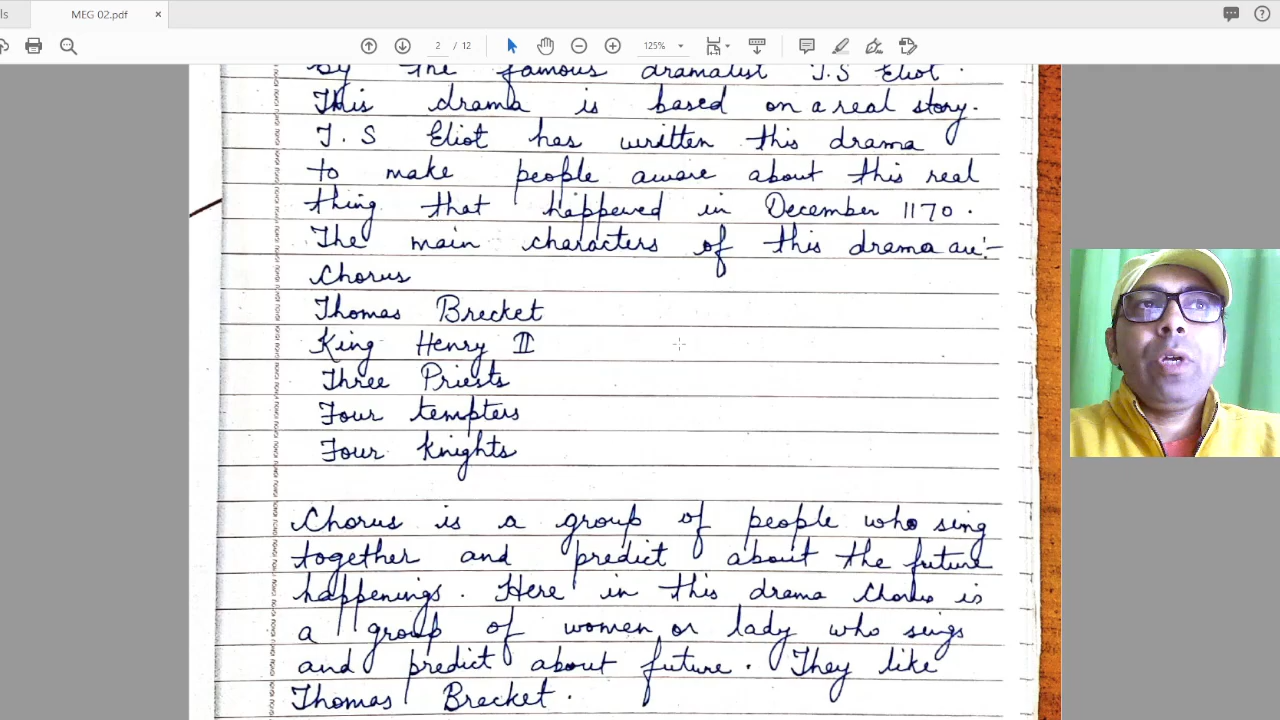 ls
MEG 02.pdf
2 / 12
125%
by the famous dramatist T.S Eliot.
This drama is based on a real story.
T. S Eliot has written this drama
to make people aware about this real
thing that happened in December 1170.
The main characters of this drama are:-
Chorus
Thomas Brecket
King Henry II
Three Priests
Four tempters
Four Knights
Chorus is a group of people who sing
together and predict about the future
happenings. Here in this drama Chorus is
a group of women or lady who sings
and predict about future. They like
Thomas Brecket.